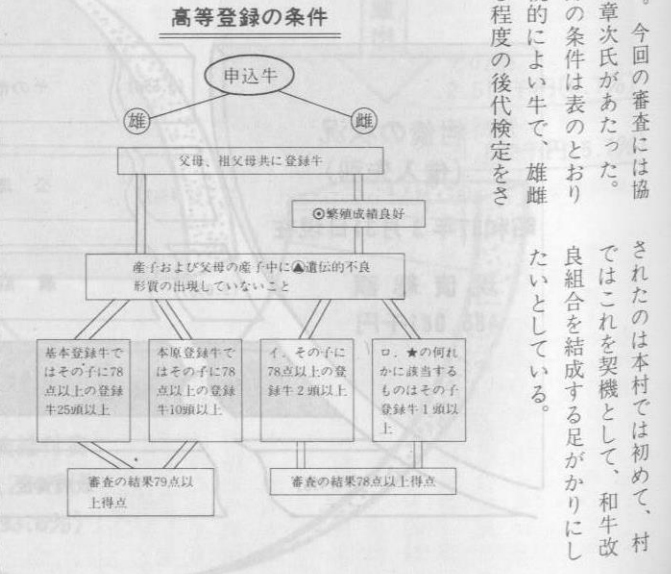 。今回の審査には協
章次氏があたった。
の条件は表のとおり
的によい牛で、雄雌
程度の後代検定をさ
されたのは本村では初めて、村
ではこれを契機として、和牛改
良組合を結成する足がかりにし
たいとしている。
高等登録の条件
申込牛
雄
雌
父母、祖父母共に登録牛
⊙繁殖成績良好
産子および父母の産子中に▲遺伝的不良
形質の出現していないこと
基本登録牛で
はその子に78
点以上の登録
牛25頭以上
本原登録牛で
はその子に78
点以上の登録
牛10頭以上
イ、その子に
78点以上の登
録牛2頭以上
ロ、★の何れ
かに該当する
ものはその子
登録牛1頭以
上
審査の結果79点以
上得点
審査の結果78点以上得点